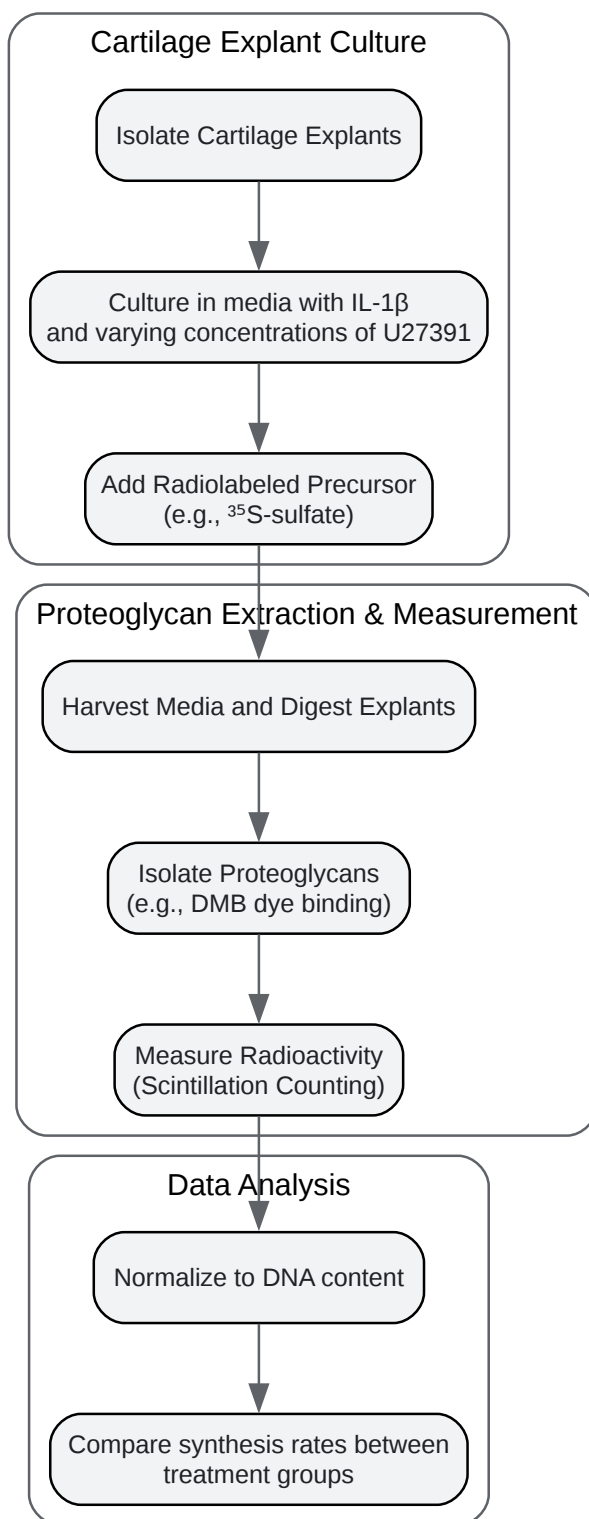 Cartilage Explant Culture
Isolate Cartilage Explants
Culture in media with IL-1β
and varying concentrations of U27391
Add Radiolabeled Precursor
(e.g., ³⁵S-sulfate)
Proteoglycan Extraction & Measurement
Harvest Media and Digest Explants
Isolate Proteoglycans
(e.g., DMB dye binding)
Measure Radioactivity
(Scintillation Counting)
Data Analysis
Normalize to DNA content
Compare synthesis rates between
treatment groups